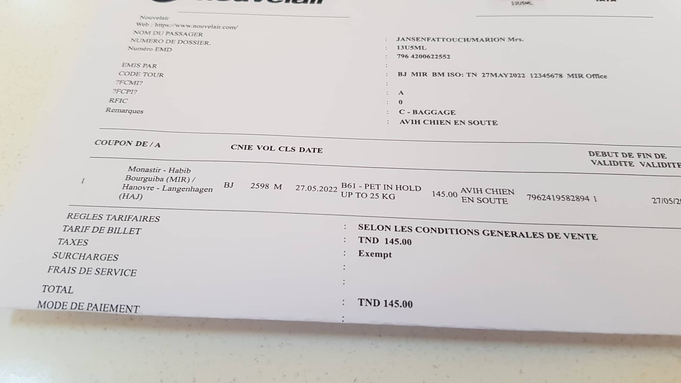 nouvelair
13U5ML
IATA
Nouvelair
Web : https://www.nouvelair.com/
NOM DU PASSAGER : JANSENFATTOUCH/MARION Mrs.
NUMERO DE DOSSIER : 13U5ML
Numéro EMD : 796 4200622552
EMIS PAR :
CODE TOUR : BJ MIR BM ISO: TN 27MAY2022 12345678 MIR Office
?FCMI? : A
?FCPI? : 0
RFIC : C - BAGGAGE
Remarques : AVIH CHIEN EN SOUTE
COUPON DE / A CNIE VOL CLS DATE DEBUT DE FIN DE
VALIDITE VALIDITE
1 Monastir - Habib Bourguiba (MIR) / Hanovre - Langenhagen (HAJ) BJ 2598 M 27.05.2022 B61 - PET IN HOLD UP TO 25 KG 145.00 AVIH CHIEN EN SOUTE 7962419582894 1 27/05/2
REGLES TARIFAIRES : SELON LES CONDITIONS GENERALES DE VENTE
TARIF DE BILLET : TND 145.00
TAXES : Exempt
SURCHARGES :
FRAIS DE SERVICE :
TOTAL : TND 145.00
MODE DE PAIEMENT :